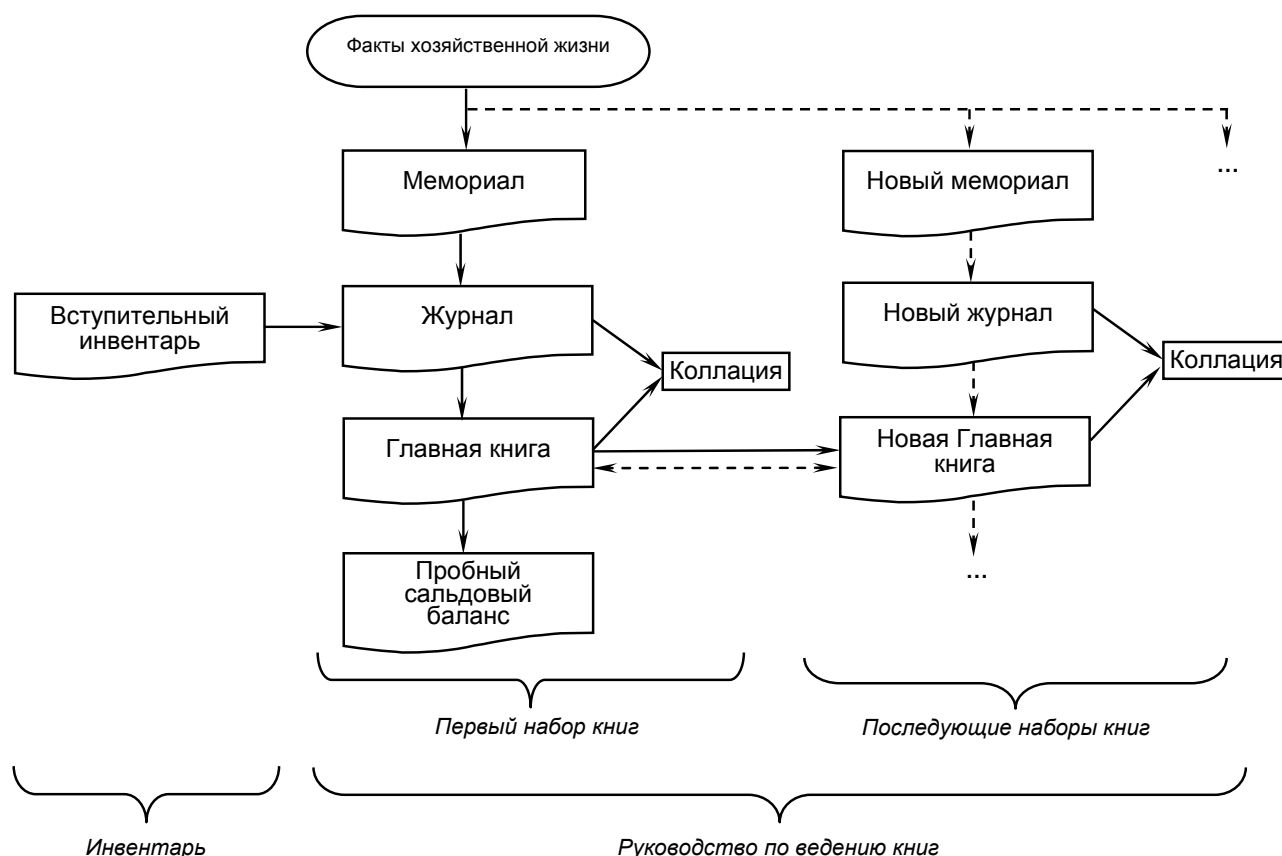 Факты хозяйственной жизни
Мемориал
Новый мемориал
...
Вступительный
инвентарь
Журнал
Новый журнал
Коллация
Коллация
Главная книга
Новая Главная
книга
Пробный
сальдовый
баланс
...
Первый набор книг
Последующие наборы книг
Инвентарь
Руководство по ведению книг